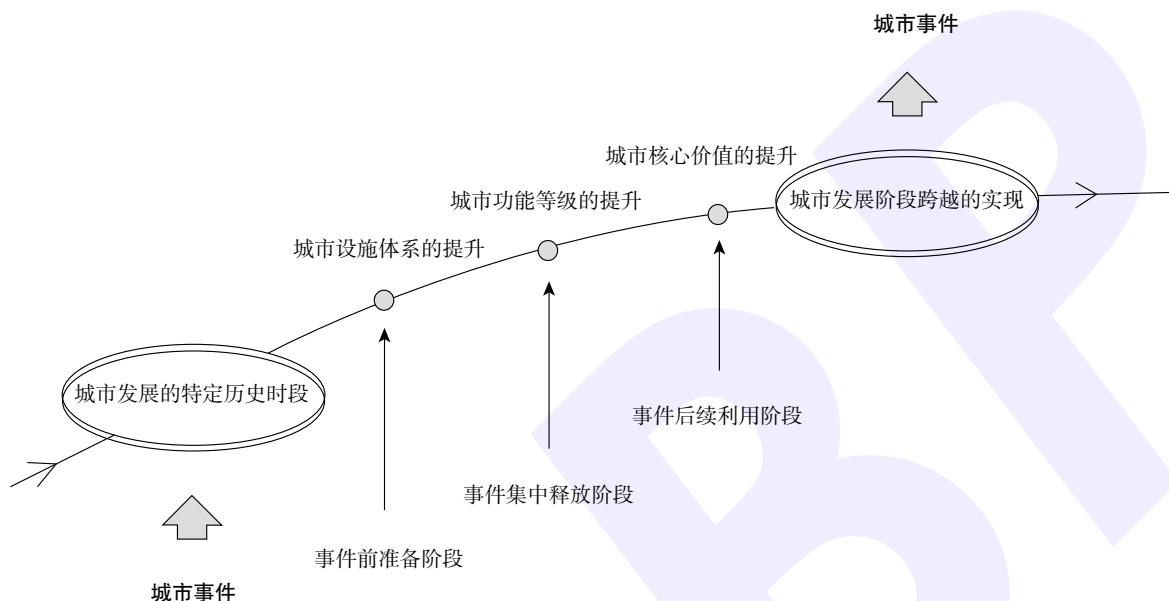 城市事件
城市核心价值的提升
城市功能等级的提升
城市发展阶段跨越的实现
城市设施体系的提升
城市发展的特定历史时段
事件后续利用阶段
事件集中释放阶段
事件前准备阶段
城市事件